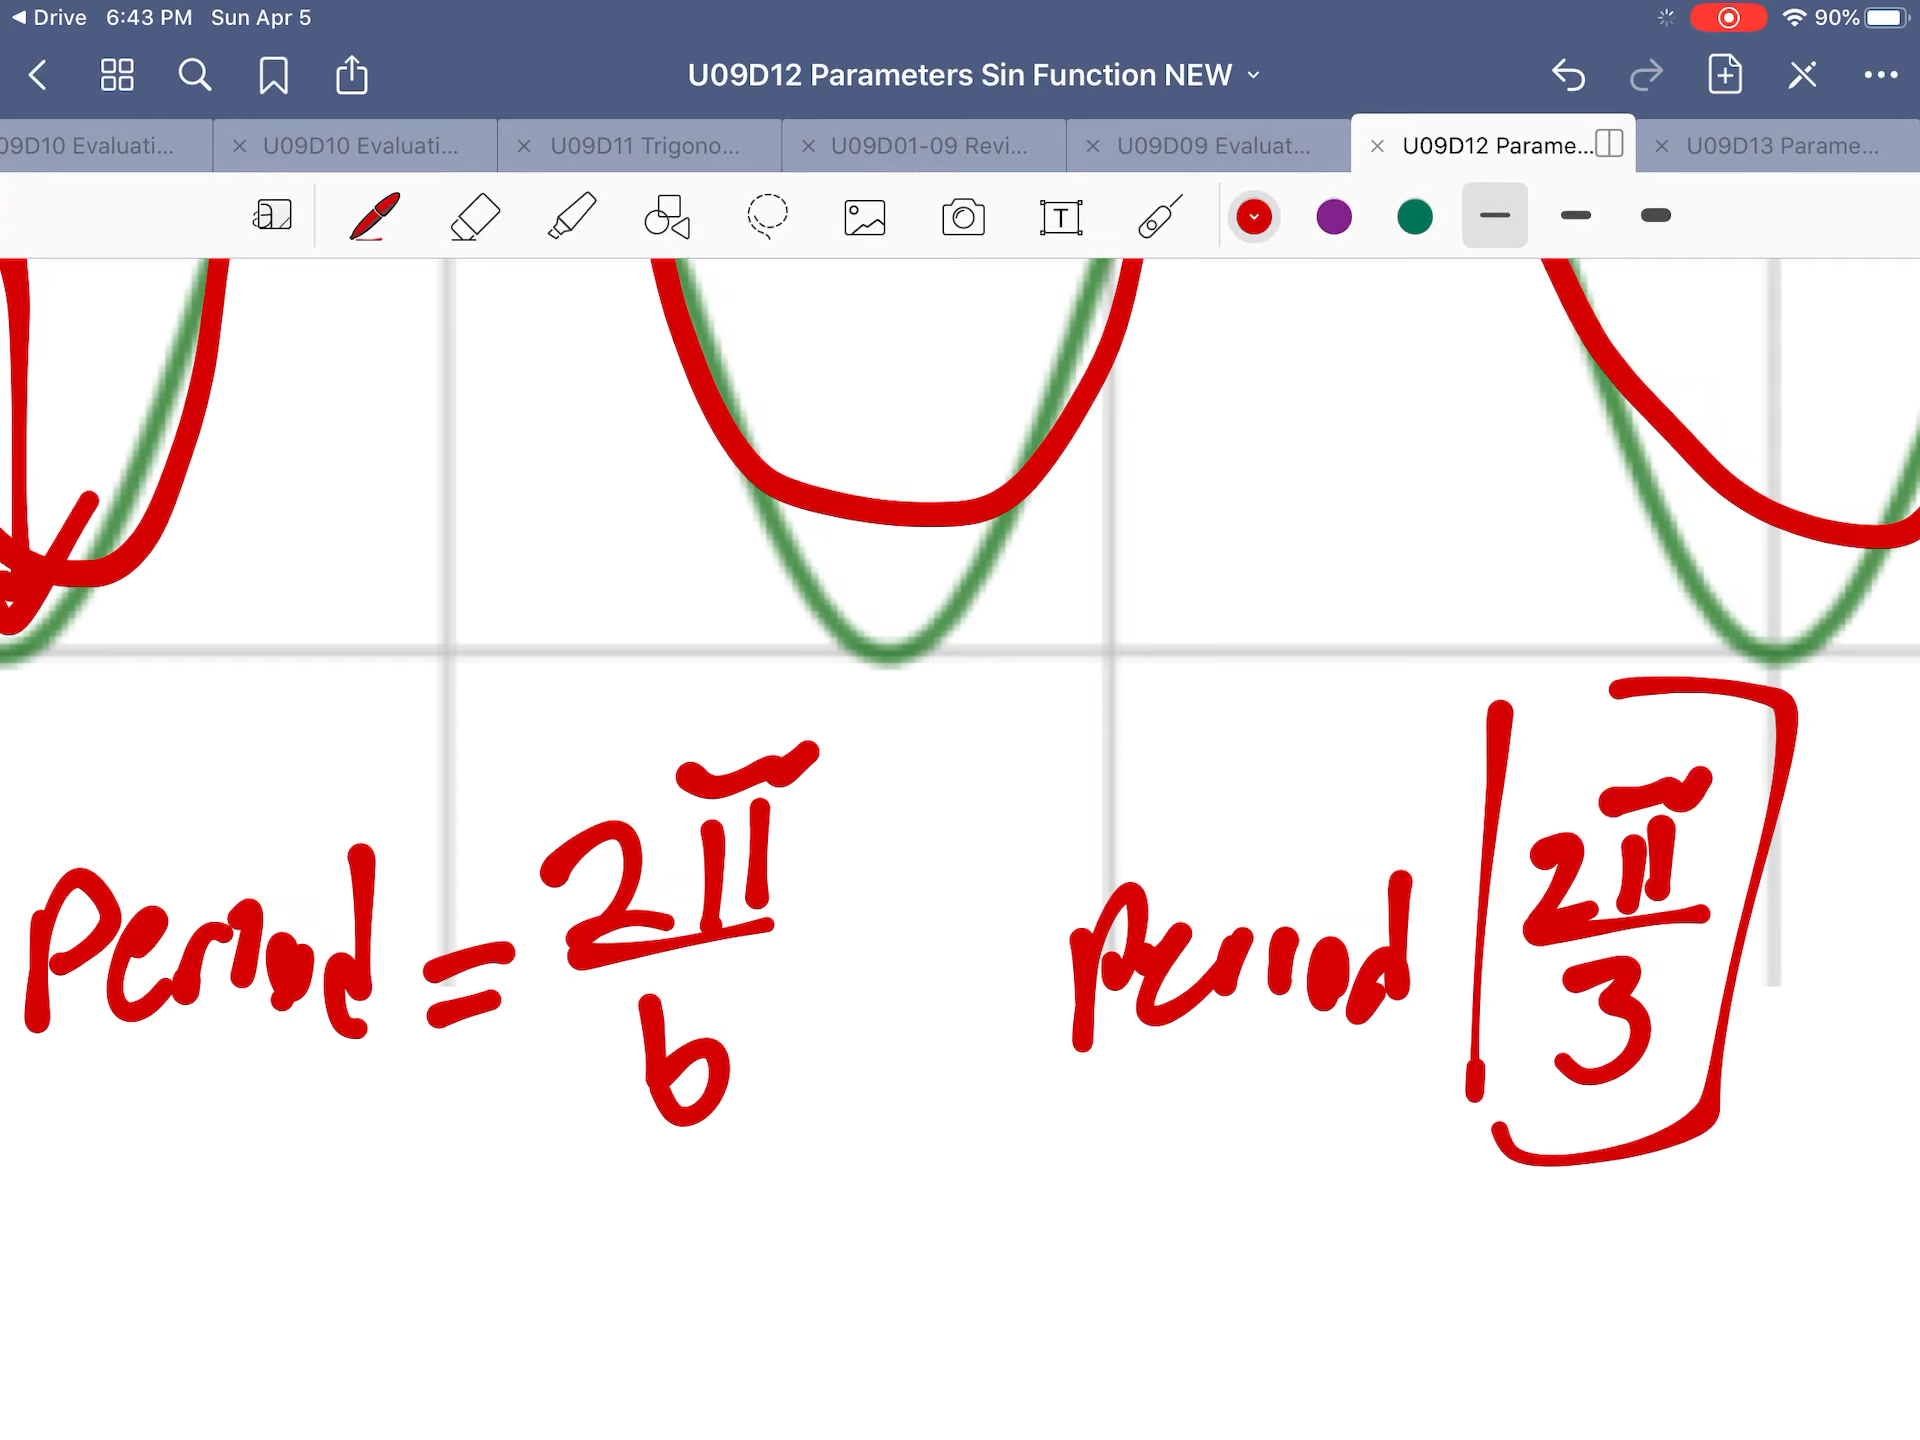 Drive 6:43 PM Sun Apr 5 90%
U09D12 Parameters Sin Function NEW
09D10 Evaluati... U09D10 Evaluati... U09D11 Trigono... U09D01-09 Revi... U09D09 Evaluat... U09D12 Parame... U09D13 Parame...
Period = 2π/b
period 2π/3